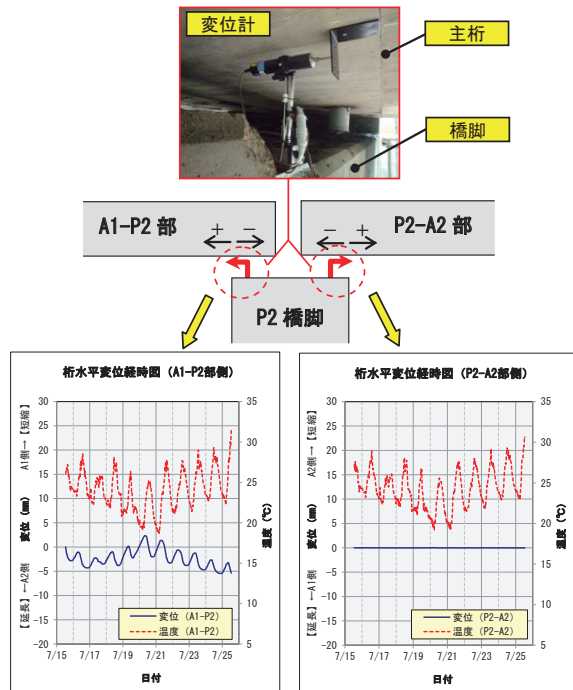 変位計
主桁
橋脚
A1-P2 部
+ −
− +
P2-A2 部
P2 橋脚
桁水平変位経時図（A1-P2部側）
30
25
20
15
10
5
0
−5
−10
−15
−20
35
30
25
20
15
10
5
【延長】←A2側 変位 (mm) A1側→【短縮】
温度 (℃)
変位（A1-P2）
温度（A1-P2）
7/15 7/17 7/19 7/21 7/23 7/25
日付
桁水平変位経時図（P2-A2部側）
30
25
20
15
10
5
0
−5
−10
−15
−20
35
30
25
20
15
10
5
【延長】←A1側 変位 (mm) A2側→【短縮】
温度 (℃)
変位（P2-A2）
温度（P2-A2）
7/15 7/17 7/19 7/21 7/23 7/25
日付